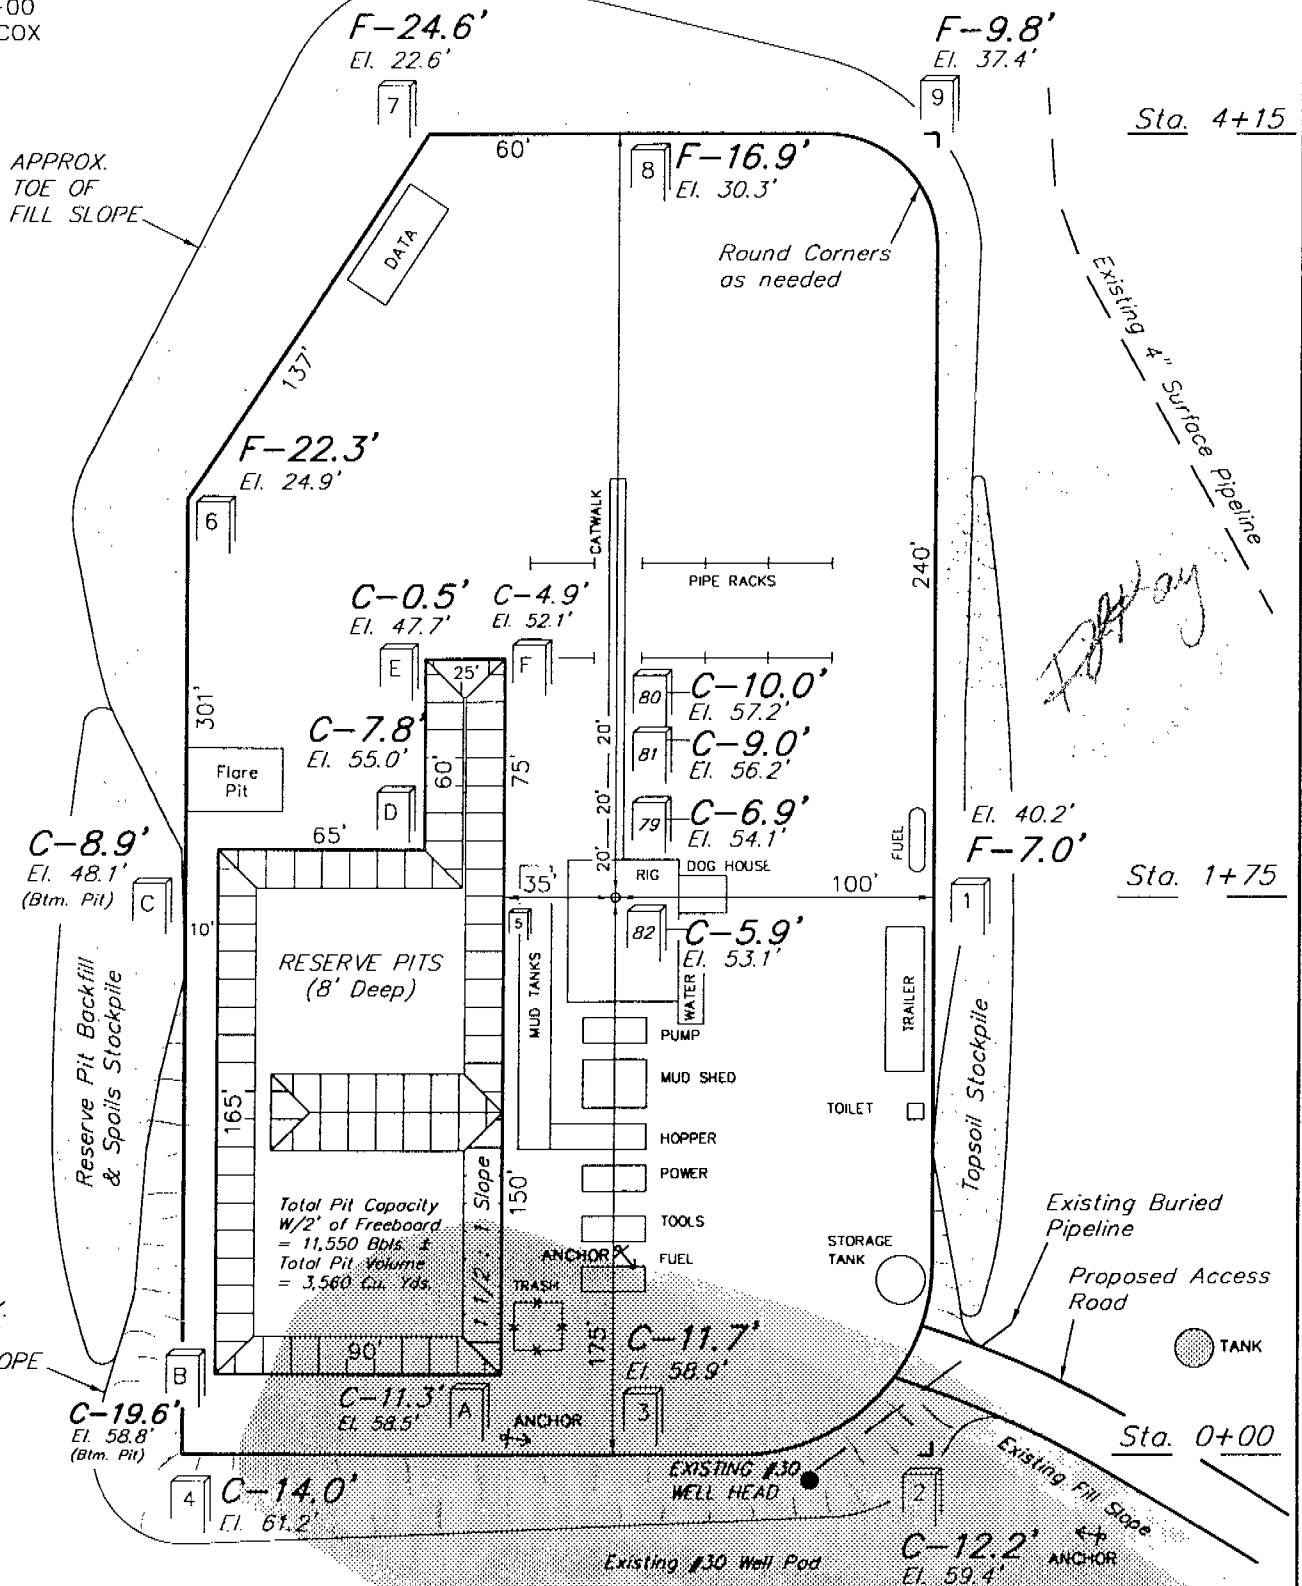 -00
COX
F-24.6'
El. 22.6'
7
F-9.8'
El. 37.4'
9
Sta. 4+15
APPROX.
TOE OF
FILL SLOPE
60'
8
F-16.9'
El. 30.3'
DATA
Round Corners
as needed
Existing 4" Surface Pipeline
137'
F-22.3'
El. 24.9'
6
CATWALK
PIPE RACKS
240'
C-0.5'
El. 47.7'
E
C-4.9'
El. 52.1'
F
25'
80
C-10.0'
El. 57.2'
301'
C-7.8'
El. 55.0'
D
60'
75'
20'
81
C-9.0'
El. 56.2'
Flare
Pit
20'
79
C-6.9'
El. 54.1'
FUEL
El. 40.2'
F-7.0'
65'
C-8.9'
El. 48.1'
(Btm. Pit)
C
20'
RIG
DOG HOUSE
35'
100'
1
Sta. 1+75
10'
5
82
C-5.9'
El. 53.1'
RESERVE PITS
(8' Deep)
MUD TANKS
WATER
TRAILER
Reserve Pit Backfill
& Spoils Stockpile
PUMP
MUD SHED
165'
TOILET
HOPPER
Topsoil Stockpile
POWER
150'
1 1/2 : 1 Slope
Total Pit Capacity
W/2' of Freeboard
= 11,550 Bbls. ±
Total Pit Volume
= 3,560 Cu. Yds.
TOOLS
ANCHOR
FUEL
STORAGE
TANK
Existing Buried
Pipeline
Proposed Access
Road
TRASH
TANK
OPE
B
90'
175'
C-11.7'
El. 58.9'
3
C-19.6'
El. 58.8'
(Btm. Pit)
C-11.3'
El. 58.5'
A
ANCHOR
Sta. 0+00
4
C-14.0'
El. 61.2'
EXISTING #30
WELL HEAD
2
Existing Fill Slope
C-12.2'
El. 59.4'
ANCHOR
Existing #30 Well Pad